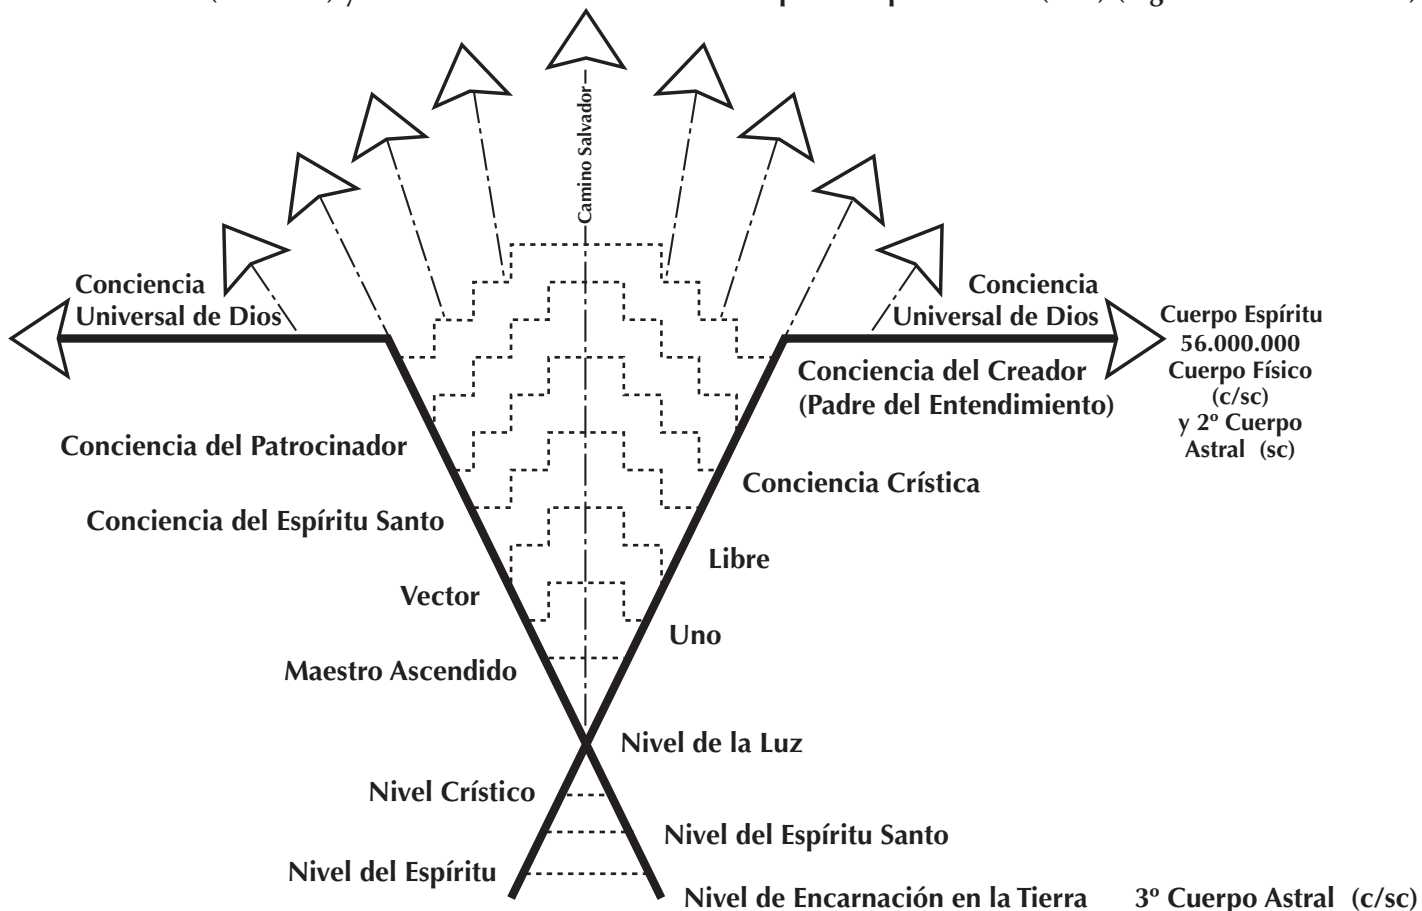 Camino Salvador
Conciencia
Universal de Dios
Conciencia
Universal de Dios
Cuerpo Espíritu
56.000.000
Cuerpo Físico
(c/sc)
y 2º Cuerpo
Astral (sc)
Conciencia del Creador
(Padre del Entendimiento)
Conciencia del Patrocinador
Conciencia Crística
Conciencia del Espíritu Santo
Libre
Vector
Uno
Maestro Ascendido
Nivel de la Luz
Nivel Crístico
Nivel del Espíritu Santo
Nivel del Espíritu
Nivel de Encarnación en la Tierra 3º Cuerpo Astral (c/sc)